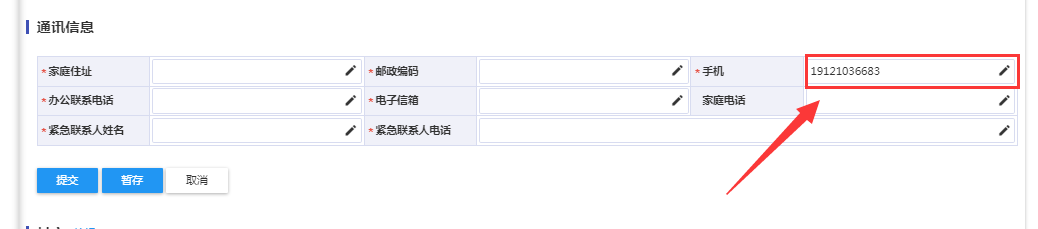 通讯信息
*家庭住址 *邮政编码 *手机 19121036683
*办公联系电话 *电子信箱 家庭电话
*紧急联系人姓名 *紧急联系人电话
提交 暂存 取消